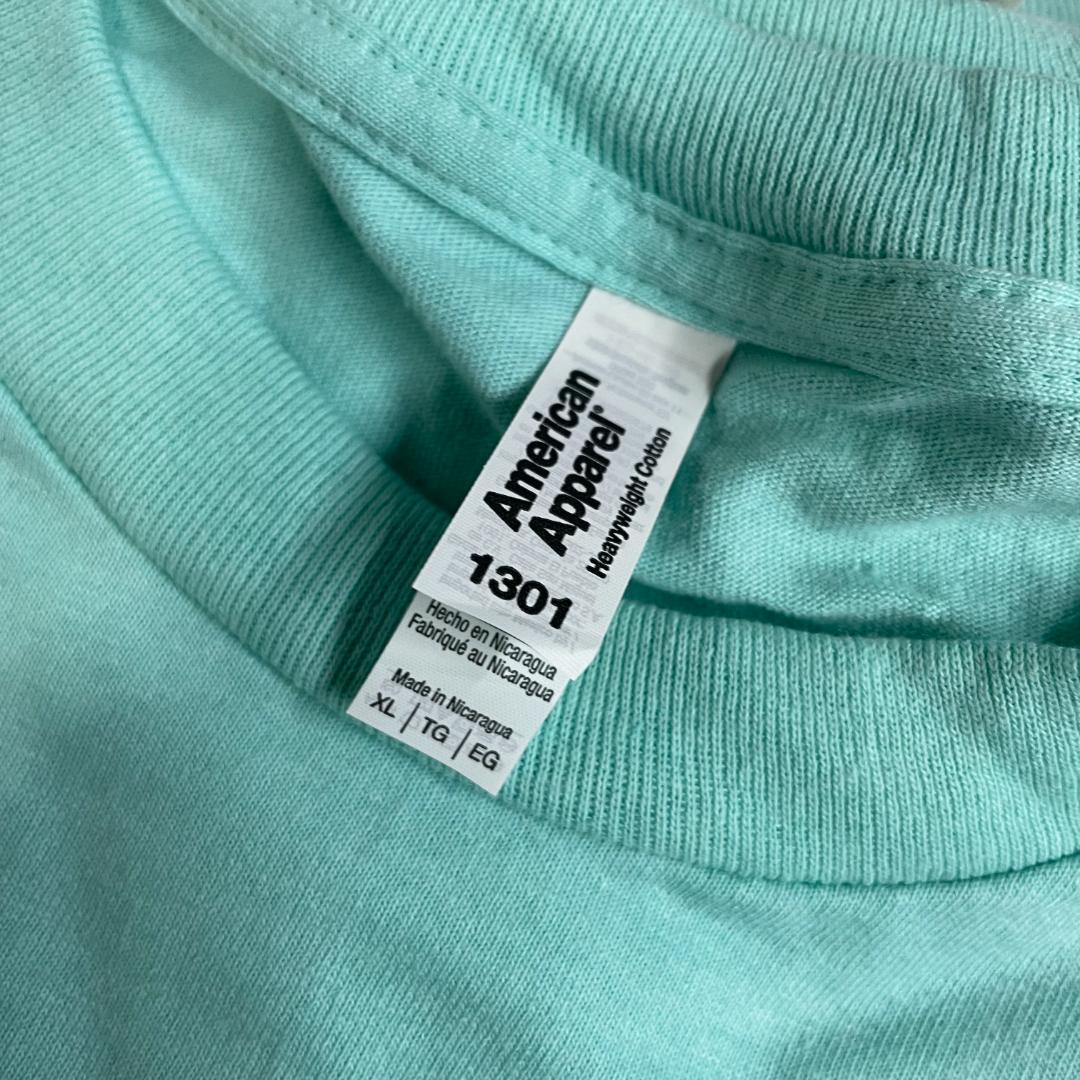 American
Apparel®
Heavyweight Cotton
1301
Hecho en Nicaragua
Fabriqué au Nicaragua
Made in Nicaragua
XL | TG | EG